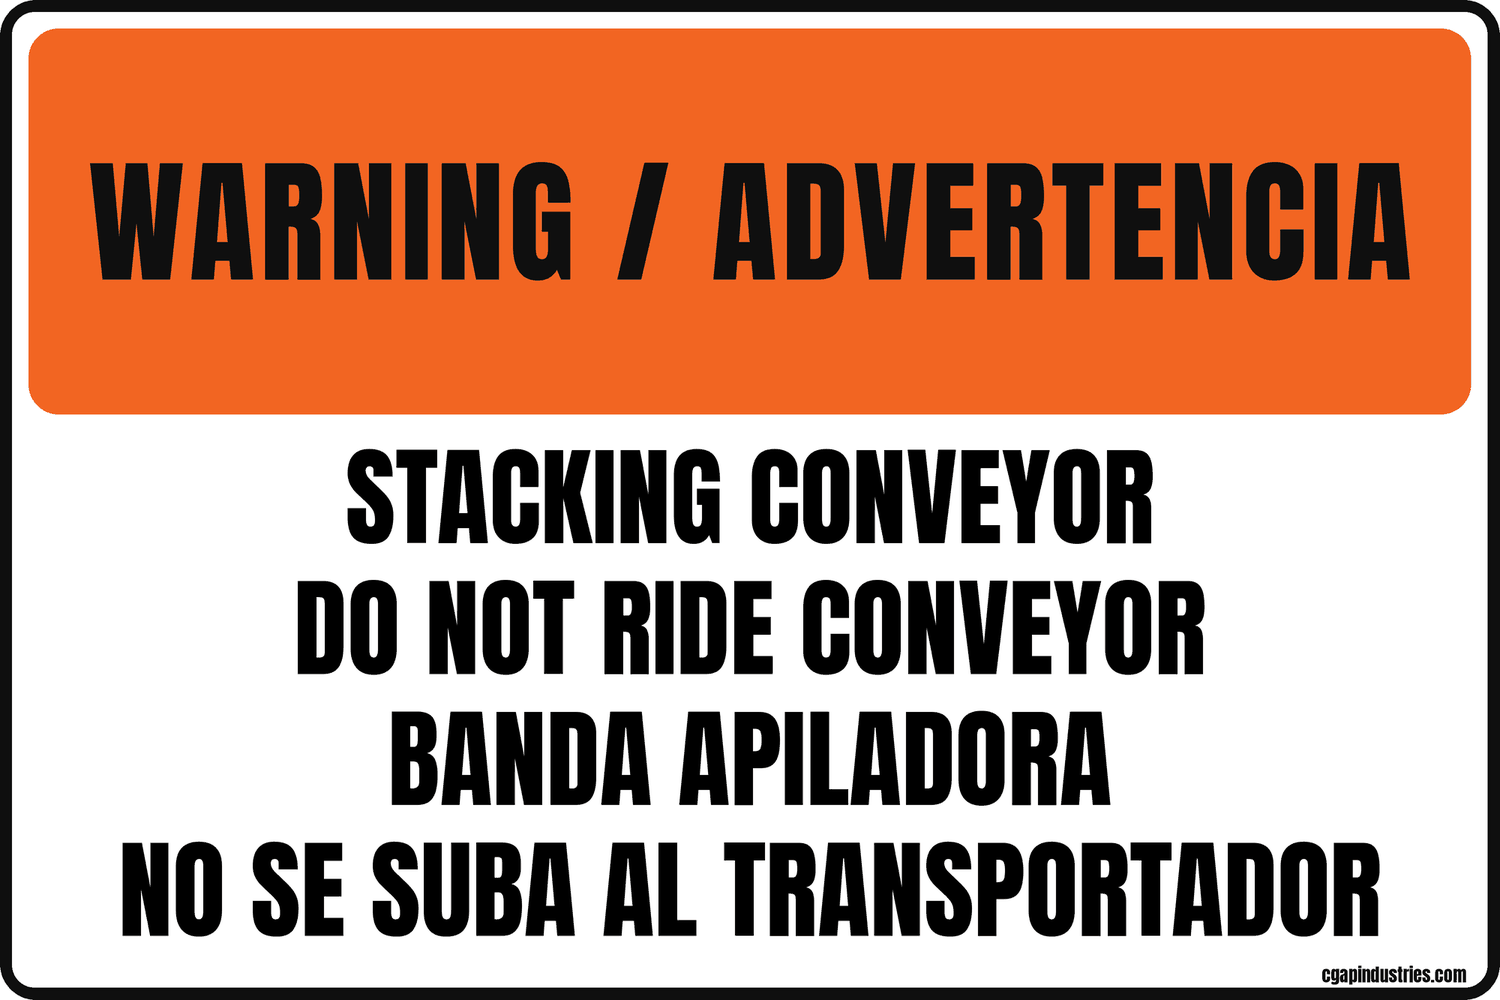 WARNING / ADVERTENCIA
STACKING CONVEYOR
DO NOT RIDE CONVEYOR
BANDA APILADORA
NO SE SUBA AL TRANSPORTADOR
cgapindustries.com